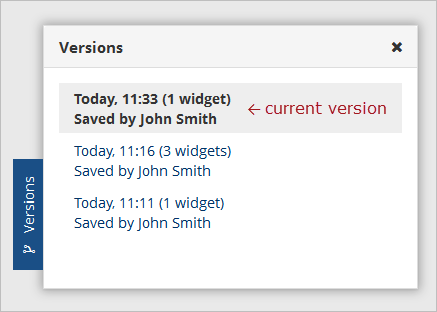 Versions
Today, 11:33 (1 widget)
Saved by John Smith
← current version
Today, 11:16 (3 widgets)
Saved by John Smith
Today, 11:11 (1 widget)
Saved by John Smith
Versions